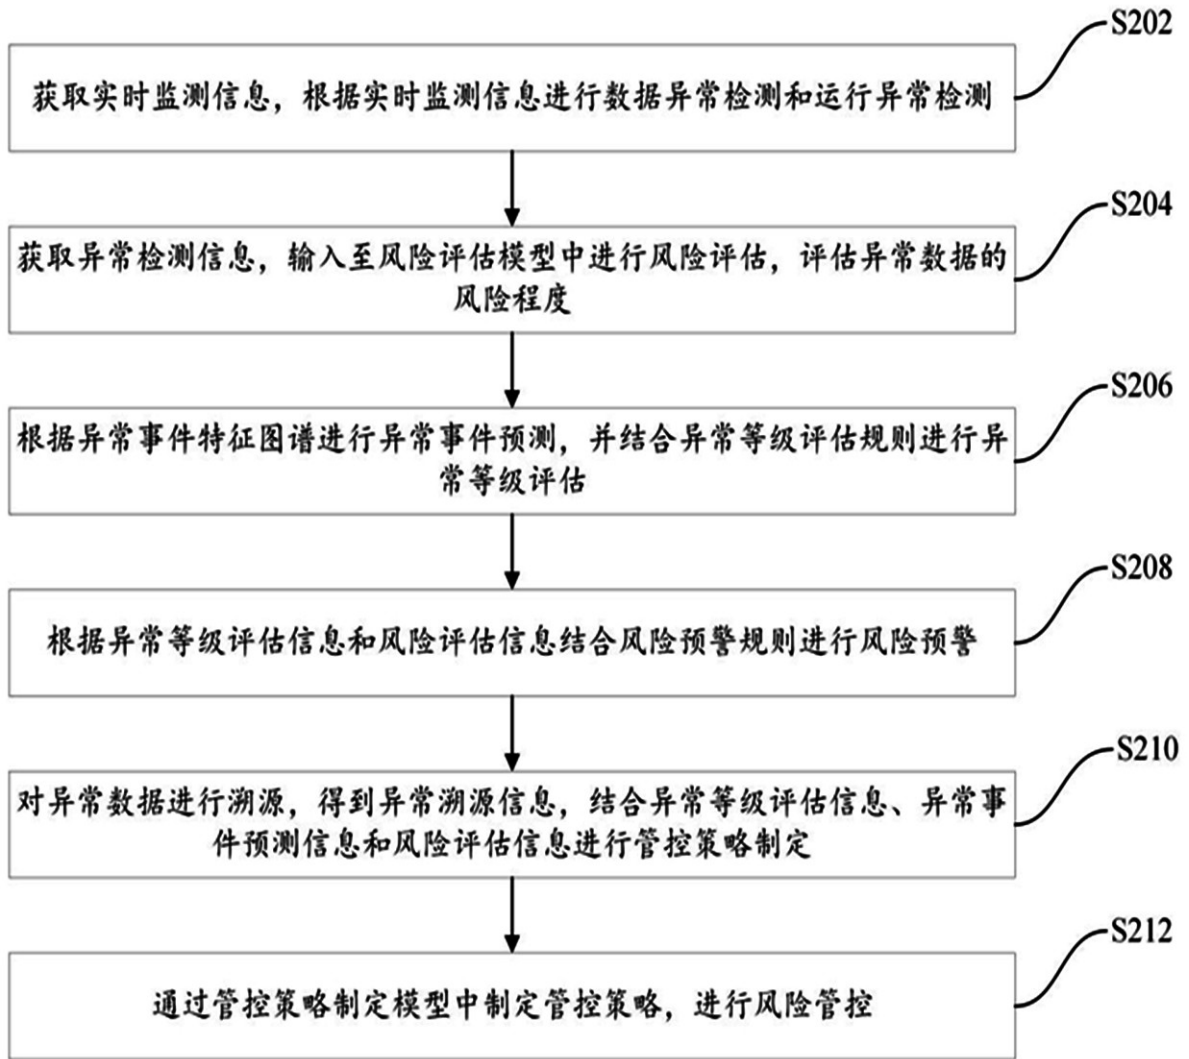 S202
获取实时监测信息，根据实时监测信息进行数据异常检测和运行异常检测
S204
获取异常检测信息，输入至风险评估模型中进行风险评估，评估异常数据的
风险程度
S206
根据异常事件特征图谱进行异常事件预测，并结合异常等级评估规则进行异
常等级评估
S208
根据异常等级评估信息和风险评估信息结合风险预警规则进行风险预警
S210
对异常数据进行溯源，得到异常溯源信息，结合异常等级评估信息、异常事
件预测信息和风险评估信息进行管控策略制定
S212
通过管控策略制定模型中制定管控策略，进行风险管控